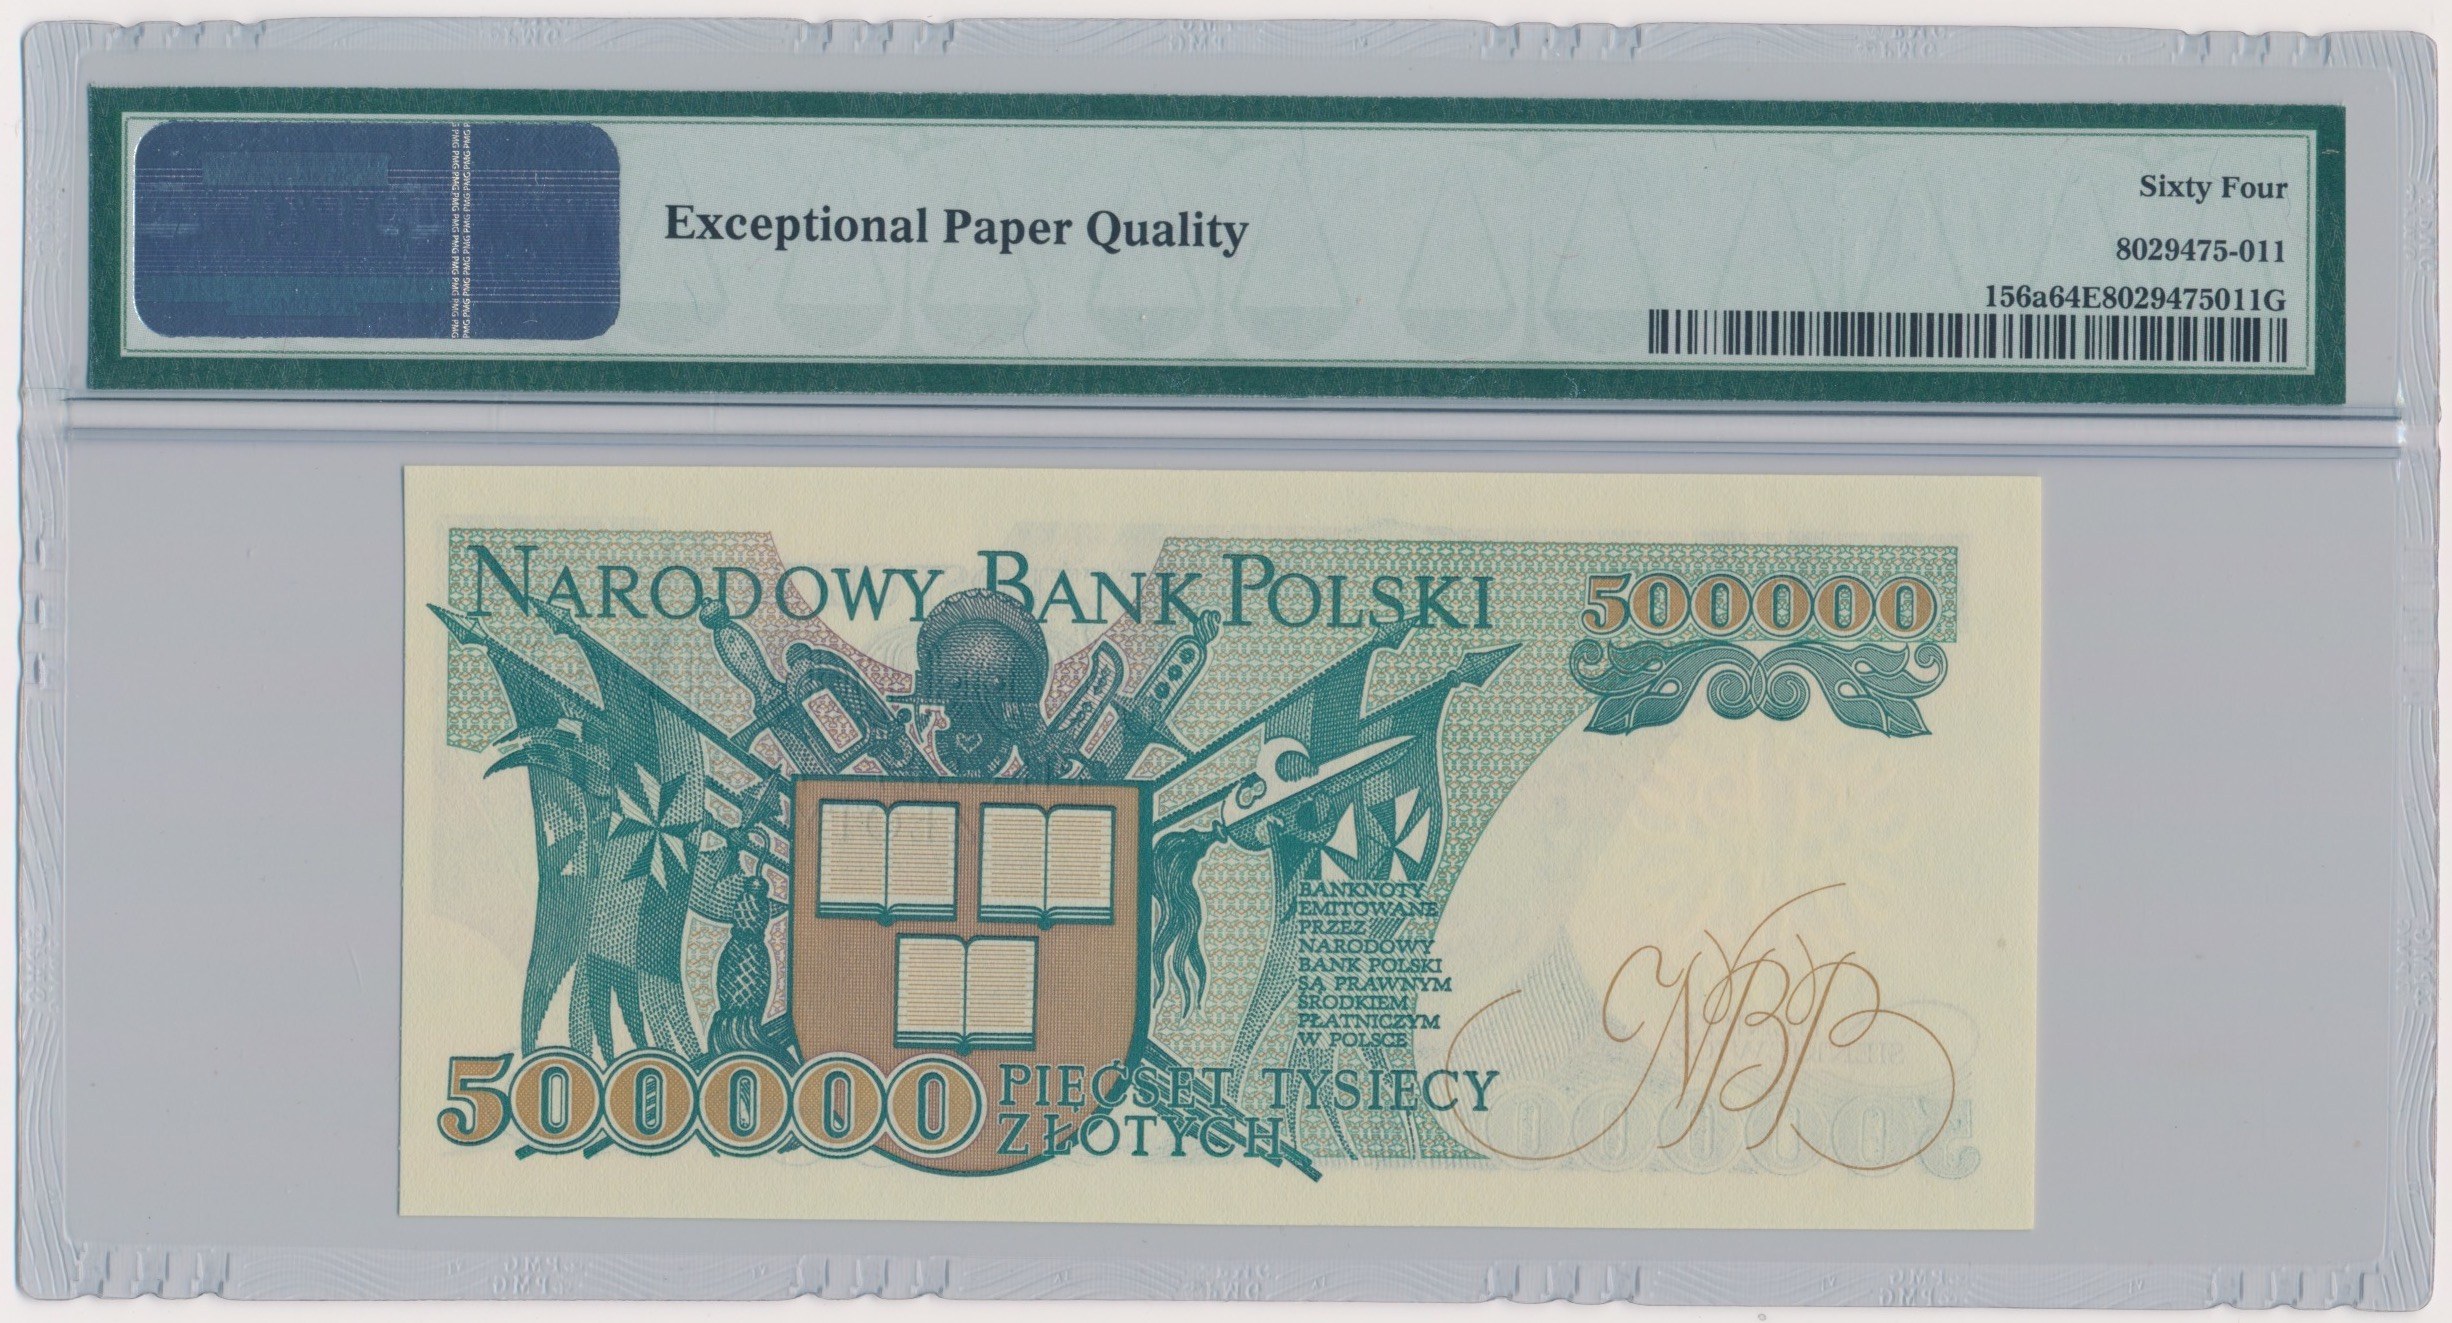 Exceptional Paper Quality
Sixty Four
8029475-011
156a64E8029475011G
NARODOWY BANK POLSKI
500000
BANKNOTY
EMITOWANE
PRZEZ
NARODOWY
BANK POLSKI
SĄ PRAWNYM
ŚRODKIEM
PŁATNICZYM
W POLSCE
NBP
500000 PIĘĆSET TYSIĘCY
ZŁOTYCH